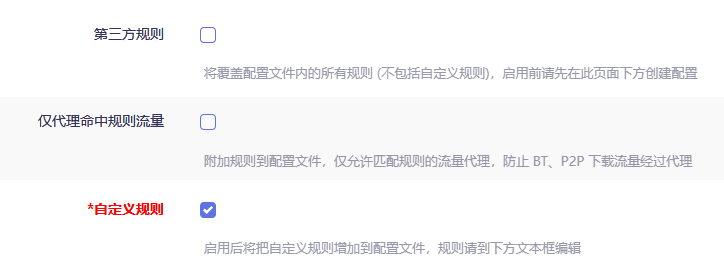 第三方规则
将覆盖配置文件内的所有规则 (不包括自定义规则)，启用前请先在此页面下方创建配置
仅代理命中规则流量
附加规则到配置文件，仅允许匹配规则的流量代理，防止 BT、P2P 下载流量经过代理
*自定义规则
启用后将把自定义规则增加到配置文件，规则请到下方文本框编辑